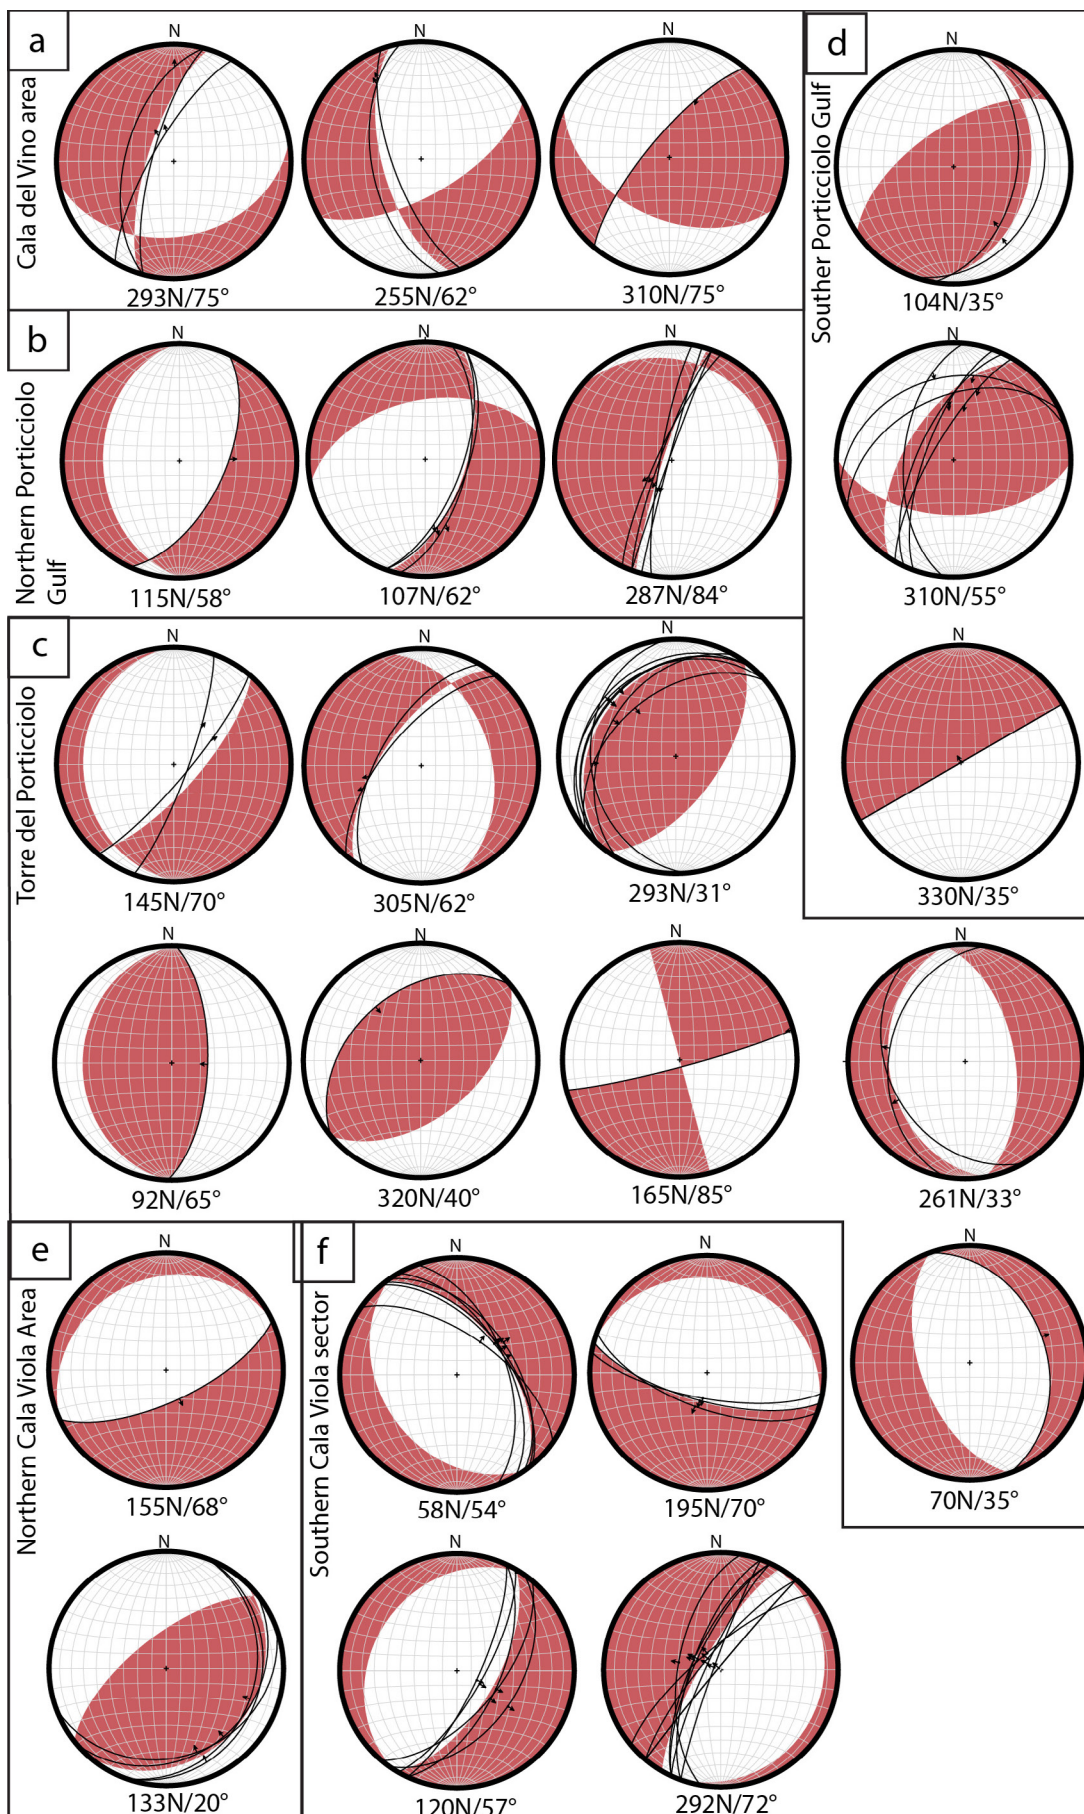 a
Cala del Vino area
N
N
N
293N/75°
255N/62°
310N/75°
b
Northern Porticciolo
Gulf
N
N
N
115N/58°
107N/62°
287N/84°
c
Torre del Porticciolo
N
N
N
145N/70°
305N/62°
293N/31°
N
N
N
N
92N/65°
320N/40°
165N/85°
261N/33°
N
70N/35°
d
Souther Porticciolo Gulf
N
104N/35°
N
310N/55°
N
330N/35°
e
Northern Cala Viola Area
N
155N/68°
N
133N/20°
f
Southern Cala Viola sector
N
N
58N/54°
195N/70°
N
N
120N/57°
292N/72°